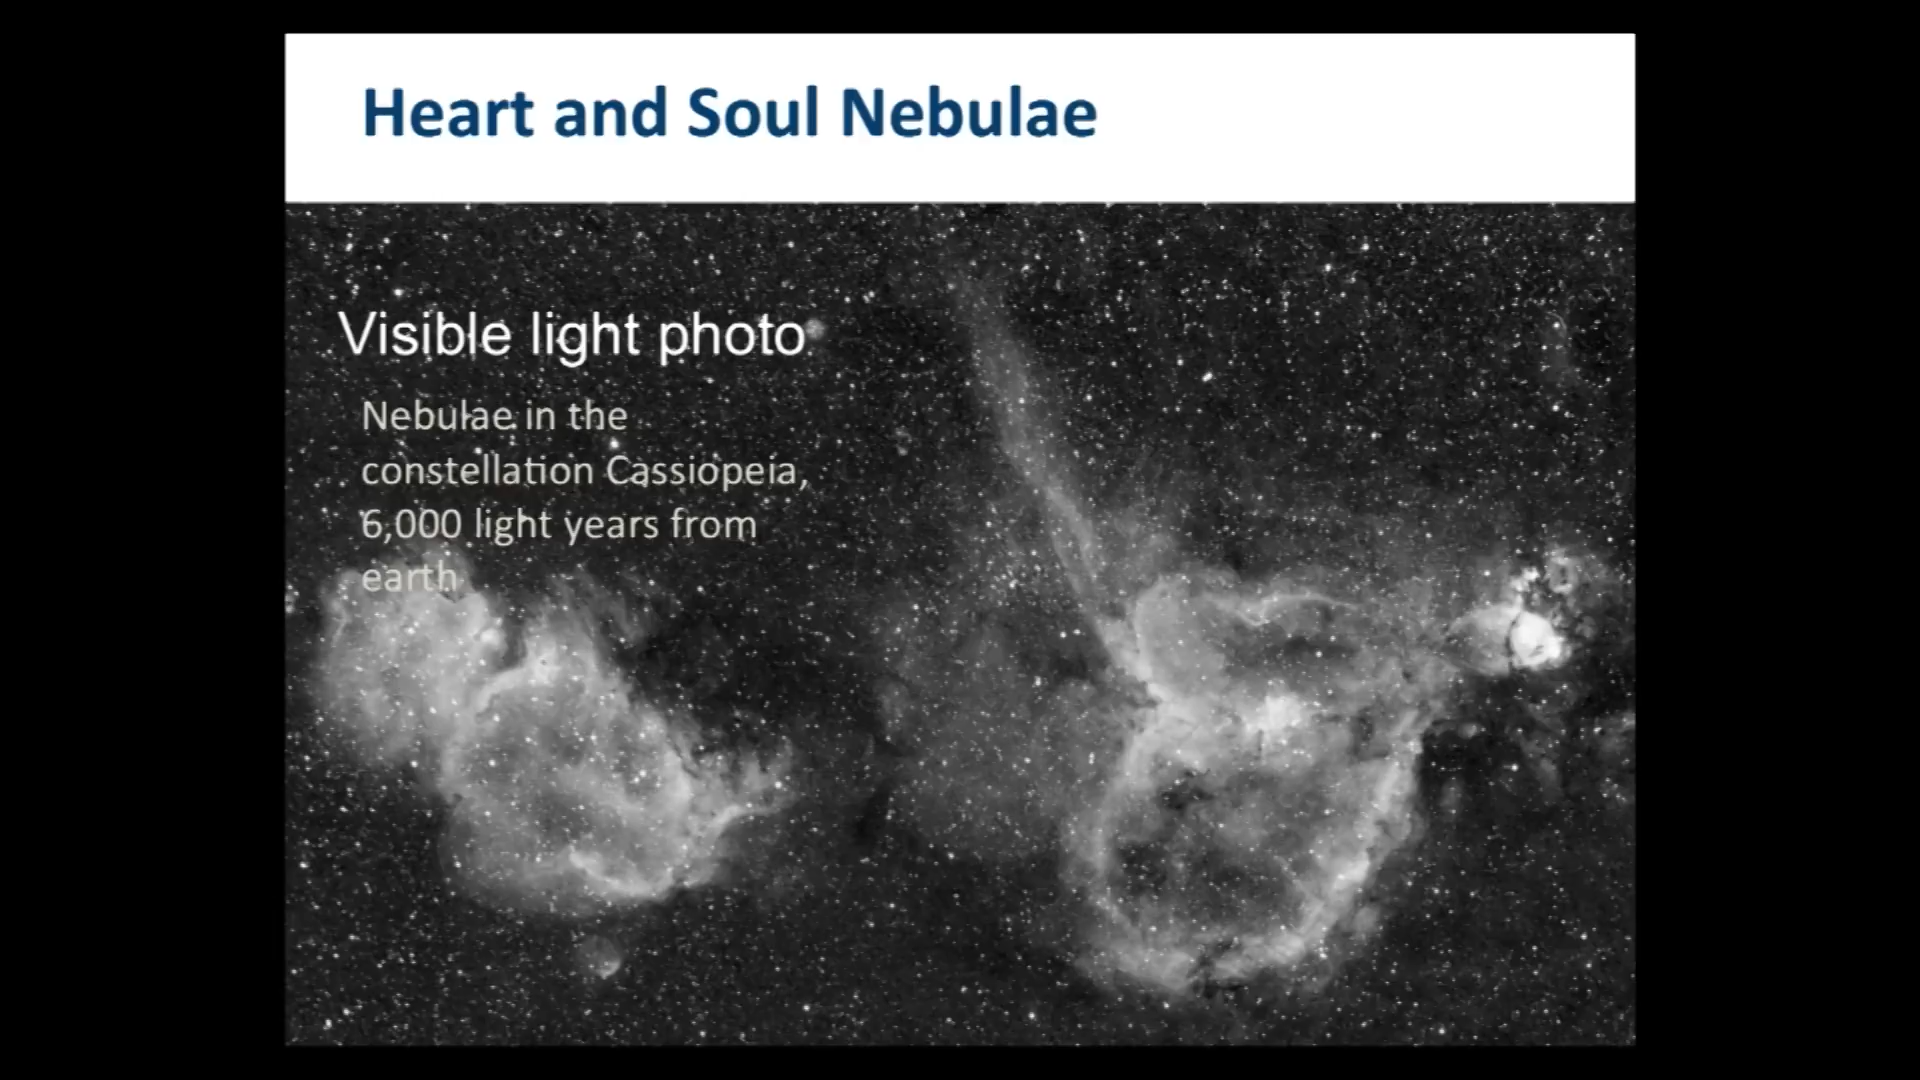 Heart and Soul Nebulae
Visible light photo
Nebulae in the
constellation Cassiopeia,
6,000 light years from
earth